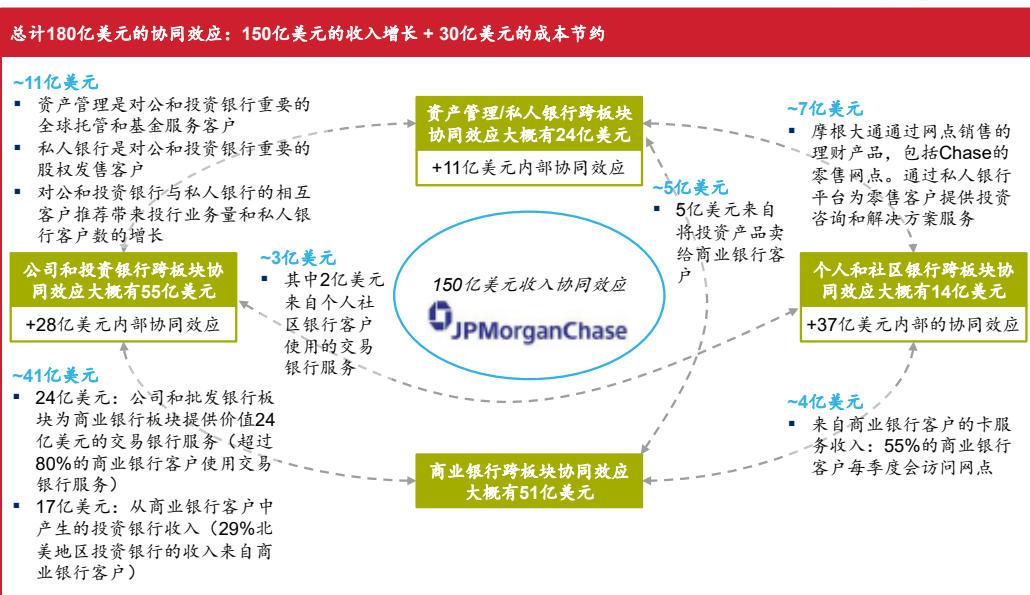 总计180亿美元的协同效应：150亿美元的收入增长 + 30亿美元的成本节约
~11亿美元
▪ 资产管理是对公和投资银行重要的
全球托管和基金服务客户
▪ 私人银行是对公和投资银行重要的
股权发售客户
▪ 对公和投资银行与私人银行的相互
客户推荐带来投行业务量和私人银
行客户数的增长
资产管理/私人银行跨板块
协同效应大概有24亿美元
+11亿美元内部协同效应
~7亿美元
▪ 摩根大通通过网点销售的
理财产品，包括Chase的
零售网点。通过私人银行
平台为零售客户提供投资
咨询和解决方案服务
~5亿美元
▪ 5亿美元来自
将投资产品卖
给商业银行客
户
~3亿美元
▪ 其中2亿美元
来自个人社
区银行客户
使用的交易
银行服务
公司和投资银行跨板块协
同效应大概有55亿美元
+28亿美元内部协同效应
150亿美元收入协同效应
JPMorganChase
个人和社区银行跨板块协
同效应大概有14亿美元
+37亿美元内部的协同效应
~41亿美元
▪ 24亿美元：公司和批发银行板
块为商业银行板块提供价值24
亿美元的交易银行服务（超过
80%的商业银行客户使用交易
银行服务）
▪ 17亿美元：从商业银行客户中
产生的投资银行收入（29%北
美地区投资银行的收入来自商
业银行客户）
商业银行跨板块协同效应
大概有51亿美元
~4亿美元
▪ 来自商业银行客户的卡服
务收入：55%的商业银行
客户每季度会访问网点